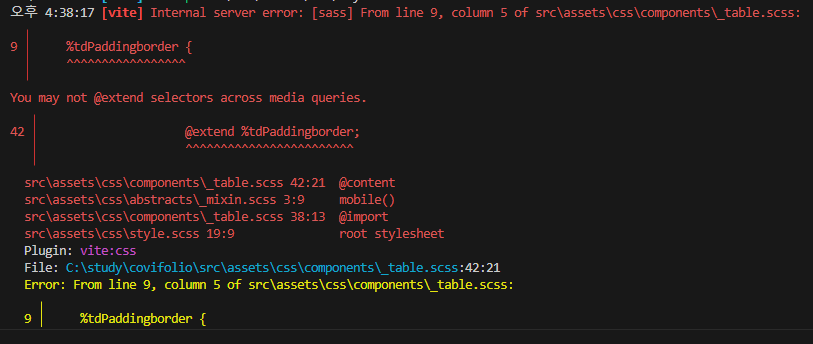 오후 4:38:17 [vite] Internal server error: [sass] From line 9, column 5 of src\assets\css\components\_table.scss:
9 │ %tdPaddingborder {
│ ^^^^^^^^^^^^^^^^^
You may not @extend selectors across media queries.
42 │ @extend %tdPaddingborder;
│ ^^^^^^^^^^^^^^^^^^^^^^^^
src\assets\css\components\_table.scss 42:21 @content
src\assets\css\abstracts\_mixin.scss 3:9 mobile()
src\assets\css\components\_table.scss 38:13 @import
src\assets\css\style.scss 19:9 root stylesheet
Plugin: vite:css
File: C:\study\covifolio\src\assets\css\components\_table.scss:42:21
Error: From line 9, column 5 of src\assets\css\components\_table.scss:
9 │ %tdPaddingborder {